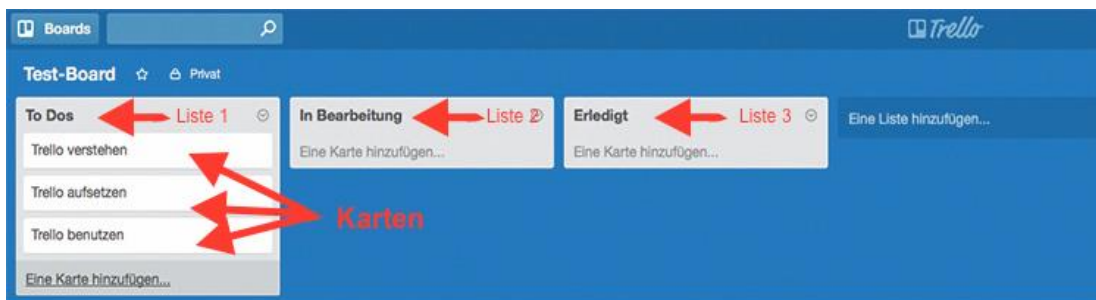 Boards
Trello
Test-Board Privat
To Dos Liste 1
Trello verstehen
Trello aufsetzen
Trello benutzen
Eine Karte hinzufügen...
In Bearbeitung Liste 2
Eine Karte hinzufügen...
Erledigt Liste 3
Eine Karte hinzufügen...
Eine Liste hinzufügen...
Karten